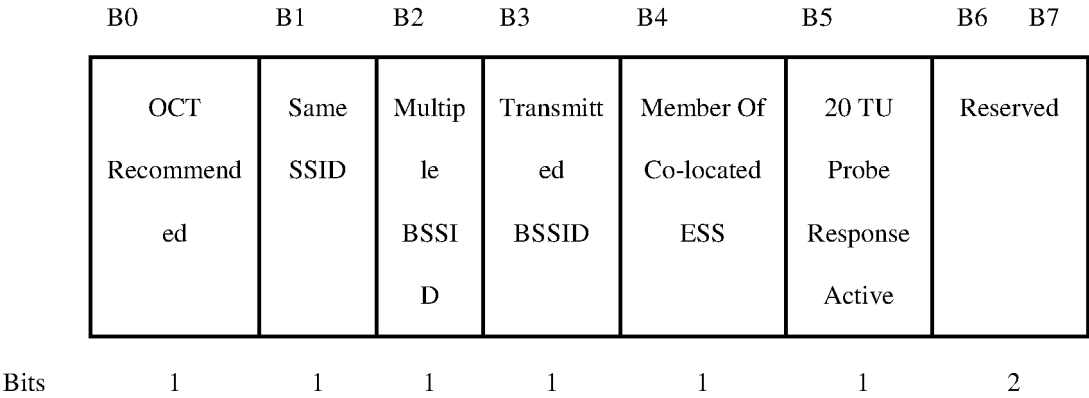 B0 B1 B2 B3 B4 B5 B6 B7
OCT Same Multip Transmitt Member Of 20 TU Reserved
Recommend SSID le ed Co-located Probe
ed BSSI BSSID ESS Response
D Active
Bits 1 1 1 1 1 1 2